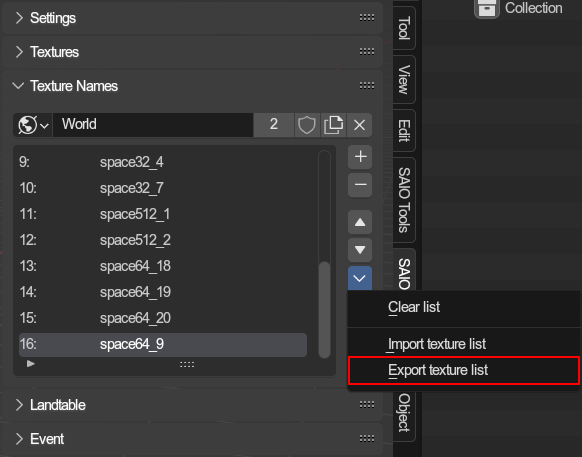 Collection
Settings
Textures
Texture Names
World 2
9: space32_4
10: space32_7
11: space512_1
12: space512_2
13: space64_18
14: space64_19
15: space64_20
16: space64_9
Landtable
Event
Tool
View
Edit
SAIO Tools
SAIO
Object
Clear list
Import texture list
Export texture list